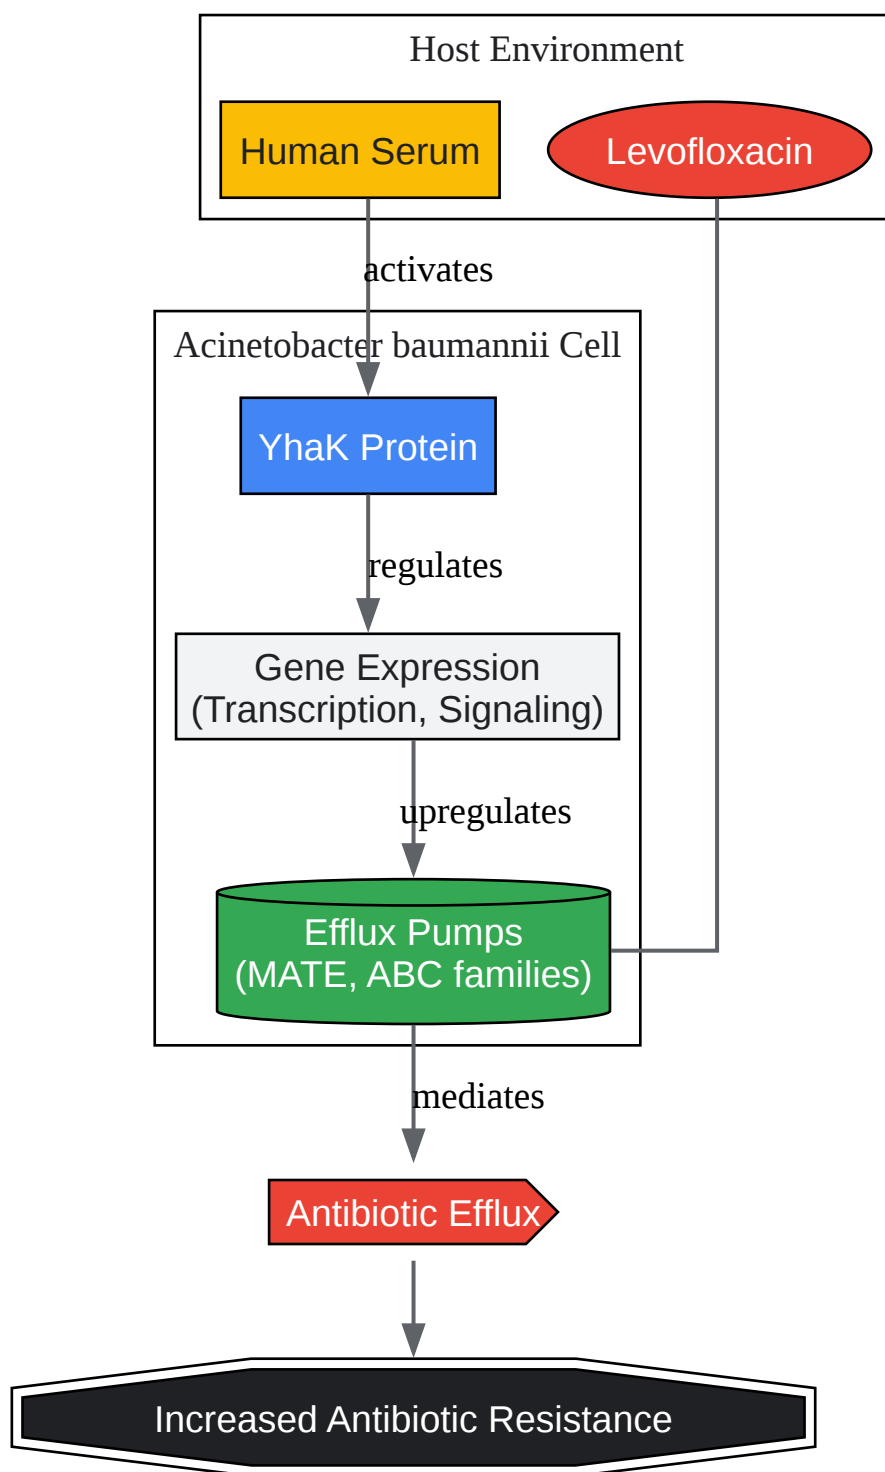 Host Environment
Human Serum
Levofloxacin
activates
Acinetobacter baumannii Cell
YhaK Protein
regulates
Gene Expression
(Transcription, Signaling)
upregulates
Efflux Pumps
(MATE, ABC families)
mediates
Antibiotic Efflux
Increased Antibiotic Resistance